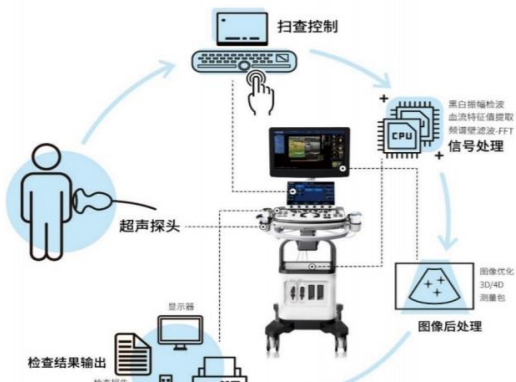 扫查控制
黑白振幅检波
血流特征值提取
频谱壁滤波-FFT
CPU
信号处理
超声探头
图像优化
3D/4D
测量包
图像后处理
显示器
检查结果输出